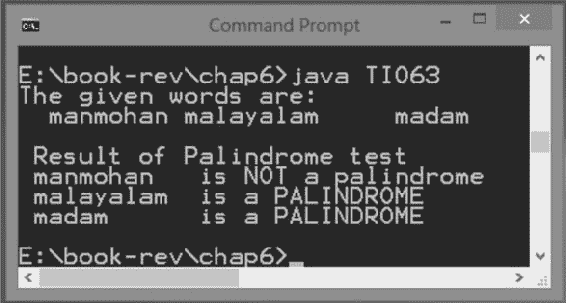 Command Prompt
E:\book-rev\chap6>java TI063
The given words are:
manmohan malayalam madam
Result of Palindrome test
manmohan is NOT a palindrome
malayalam is a PALINDROME
madam is a PALINDROME
E:\book-rev\chap6>_